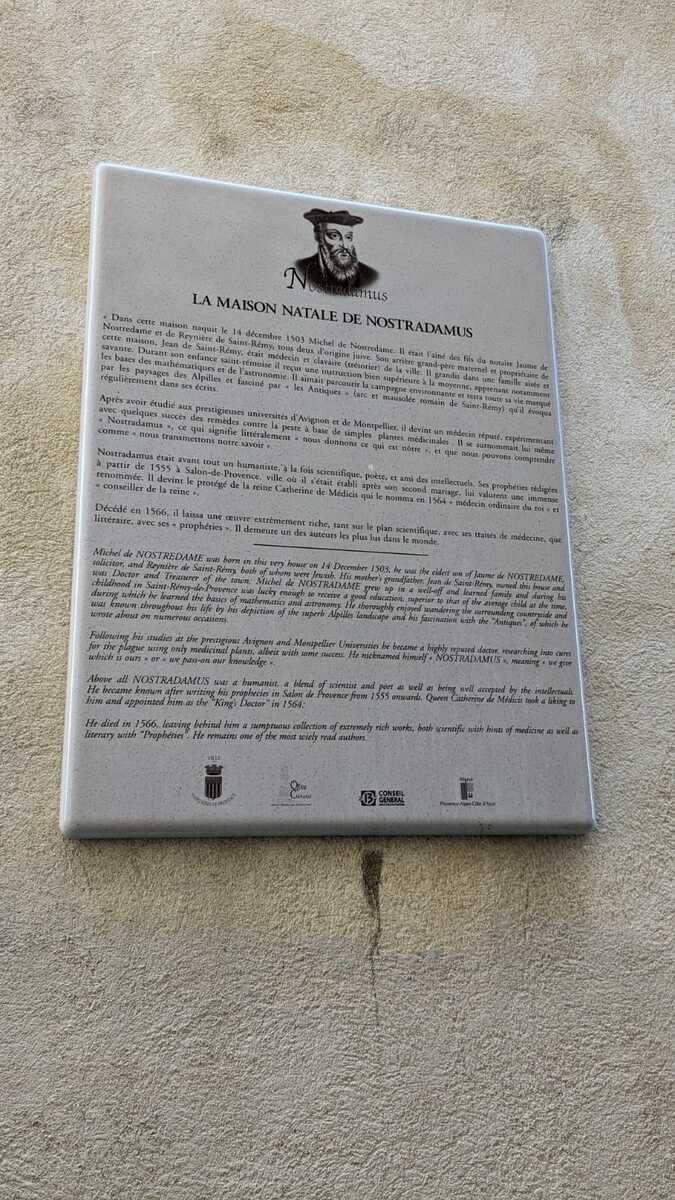 Nostradamus
LA MAISON NATALE DE NOSTRADAMUS
« Dans cette maison naquit le 14 décembre 1503 Michel de Nostredame. Il était l'aîné des fils du notaire Jaume de
Nostredame et de Reynière de Saint-Rémy, tous deux d'origine juive. Son arrière grand-père maternel et propriétaire de
cette maison, Jean de Saint-Rémy, était médecin et clavaire (trésorier) de la ville. Il grandit dans une famille aisée et
savante. Durant son enfance saint-rémoise il reçut une instruction bien supérieure à la moyenne, apprenant notamment
les bases des mathématiques et de l'astronomie. Il aimait parcourir la campagne environnante et restera toute sa vie marqué
par les paysages des Alpilles et fasciné par « les Antiques » (arc et mausolée romain de Saint-Rémy) qu'il évoqua
régulièrement dans ses écrits.
Après avoir étudié aux prestigieuses universités d'Avignon et de Montpellier, il devint un médecin réputé, expérimentant
avec quelques succès des remèdes contre la peste à base de simples plantes médicinales . Il se surnommait lui même
« Nostradamus », ce qui signifie littéralement « nous donnons ce qui est nôtre », et que nous pouvons comprendre
comme « nous transmettons notre savoir ».
Nostradamus était avant tout un humaniste, à la fois scientifique, poète, et ami des intellectuels. Ses prophéties rédigées
à partir de 1555 à Salon-de-Provence, ville où il s'était établi après son second mariage, lui valurent une immense
renommée. Il devint le protégé de la reine Catherine de Médicis qui le nomma en 1564 « médecin ordinaire du roi » et
« conseiller de la reine ».
Décédé en 1566, il laissa une œuvre extrêmement riche, tant sur le plan scientifique, avec ses traités de médecine, que
littéraire, avec ses « prophéties ». Il demeure un des auteurs les plus lus dans le monde.
Michel de NOSTREDAME was born in this very house on 14 December 1503, he was the eldest son of Jaume de NOSTREDAME,
solicitor, and Reynière de Saint-Rémy, both of whom were Jewish. His mother's grandfather, Jean de Saint-Rémy, owned this house and
was Doctor and Treasurer of the town. Michel de NOSTREDAME grew up in a well-off and learned family and during his
childhood in Saint-Rémy-de-Provence was lucky enough to receive a good education, superior to that of the average child at the time,
during which he learned the basics of mathematics and astronomy. He thoroughly enjoyed wandering the surrounding countryside and
was known throughout his life by his depiction of the superb Alpilles landscape and his fascination with the "Antiques", of which he
wrote about on numerous occasions.
Following his studies at the prestigious Avignon and Montpellier Universities he became a highly reputed doctor, researching into cures
for the plague using only medicinal plants, albeit with some success. He nicknamed himself « NOSTRADAMUS », meaning « we give
which is ours » or « we pass-on our knowledge ».
Above all NOSTRADAMUS was a humanist, a blend of scientist and poet as well as being well accepted by the intellectuals.
He became known after writing his prophecies in Salon de Provence from 1555 onwards. Queen Catherine de Médicis took a liking to
him and appointed him as the "King's Doctor" in 1564.
He died in 1566, leaving behind him a sumptuous collection of extremely rich works, both scientific with hints of medicine as well as
literary with "Prophéties". He remains one of the most wiely read authors.
CONSEIL
GENERAL
Région
Provence-Alpes-Côte d'Azur